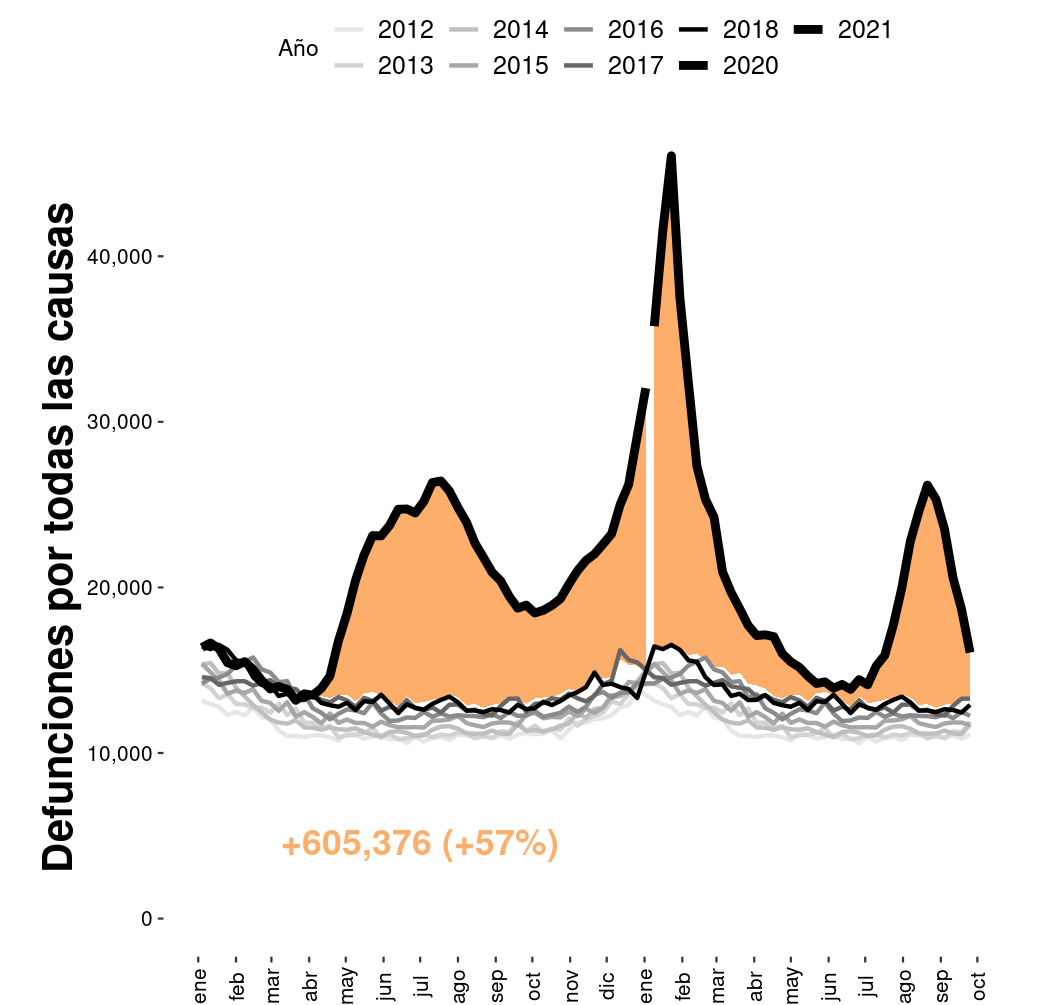 Año
2012 2014 2016 2018 2021
2013 2015 2017 2020
Defunciones por todas las causas
40,000
30,000
20,000
10,000
0
+605,376 (+57%)
ene feb mar abr may jun jul ago sep oct nov dic ene feb mar abr may jun jul ago sep oct